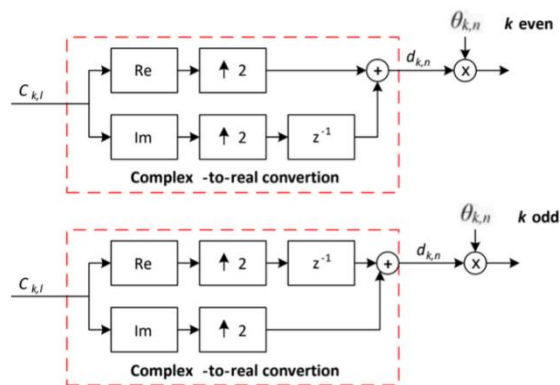 θk,n k even
Re ↑ 2 + dk,n x
Ck,l
Im ↑ 2 z-1
Complex -to-real convertion
θk,n k odd
Re ↑ 2 z-1 + dk,n x
Ck,l
Im ↑ 2
Complex -to-real convertion